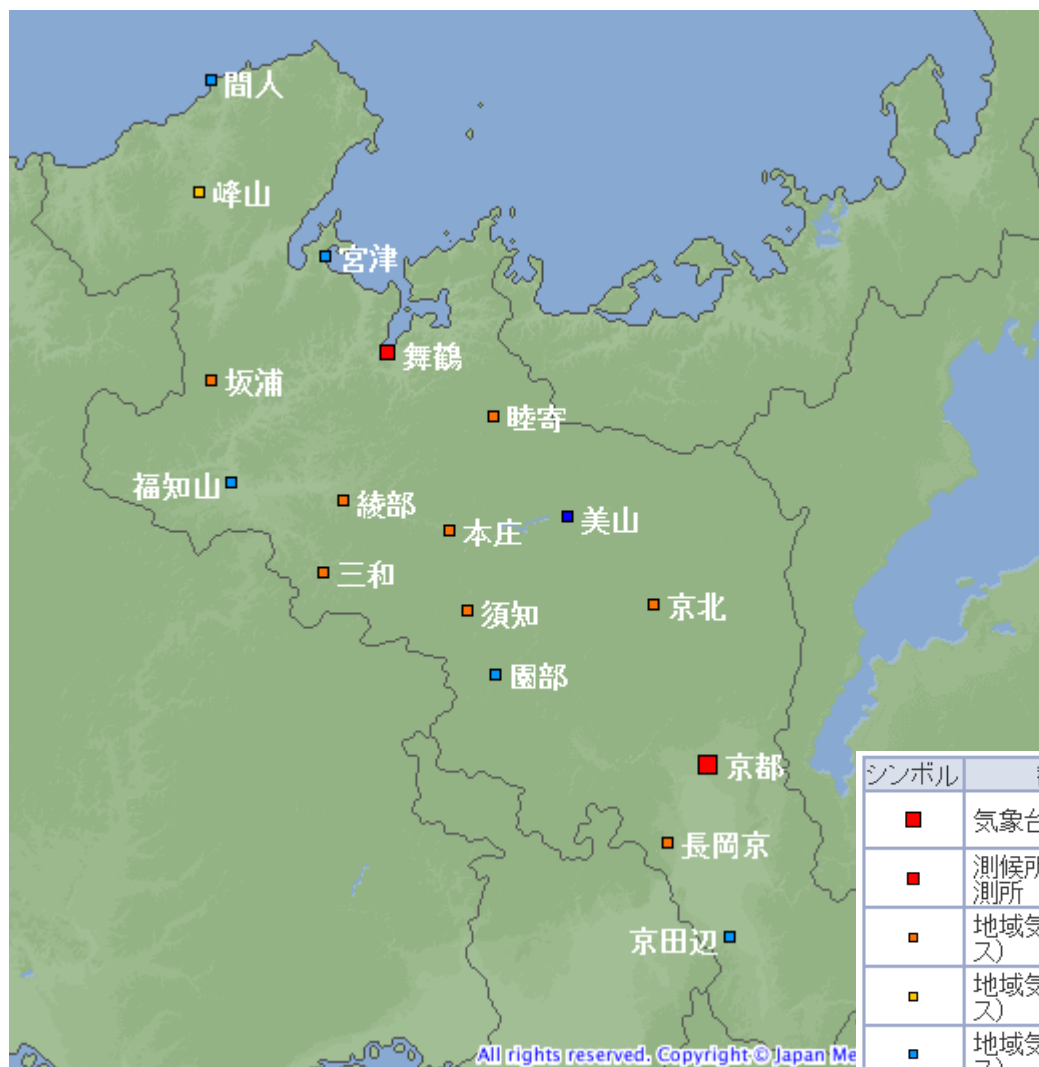 間人
峰山
宮津
舞鶴
坂浦
睦寄
福知山
綾部
本庄
美山
三和
須知
京北
園部
京都
長岡京
京田辺
シンボル
気象台
測候所
測所
地域気
ス)
地域気
ス)
地域気
All rights reserved. Copyright © Japan Me